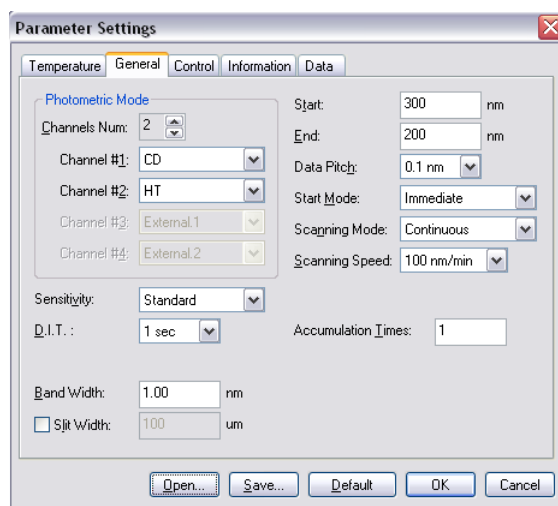 Parameter Settings
Temperature General Control Information Data
Photometric Mode
Channels Num: 2
Channel #1: CD
Channel #2: HT
Channel #3: External.1
Channel #4: External.2
Sensitivity: Standard
D.I.T. : 1 sec
Band Width: 1.00 nm
Slit Width: 100 um
Start: 300 nm
End: 200 nm
Data Pitch: 0.1 nm
Start Mode: Immediate
Scanning Mode: Continuous
Scanning Speed: 100 nm/min
Accumulation Times: 1
Open... Save... Default OK Cancel